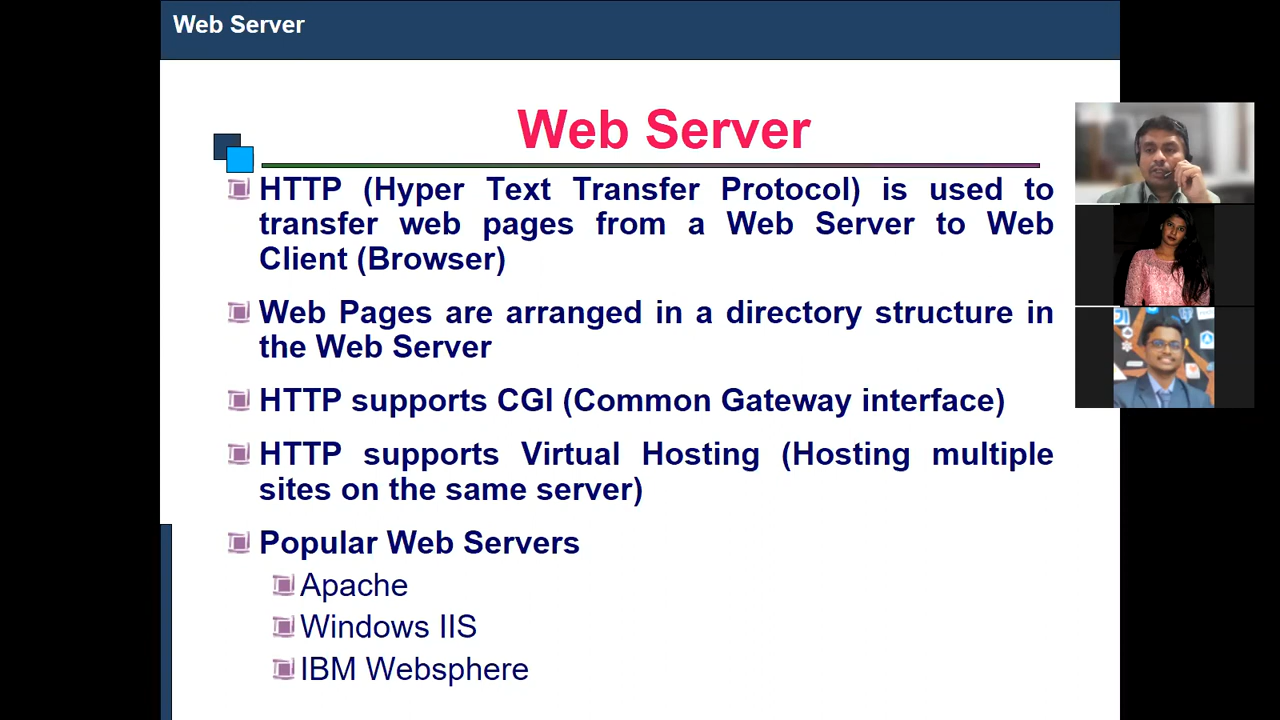 Web Server
Web Server
HTTP (Hyper Text Transfer Protocol) is used to
transfer web pages from a Web Server to Web
Client (Browser)
Web Pages are arranged in a directory structure in
the Web Server
HTTP supports CGI (Common Gateway interface)
HTTP supports Virtual Hosting (Hosting multiple
sites on the same server)
Popular Web Servers
Apache
Windows IIS
IBM Websphere